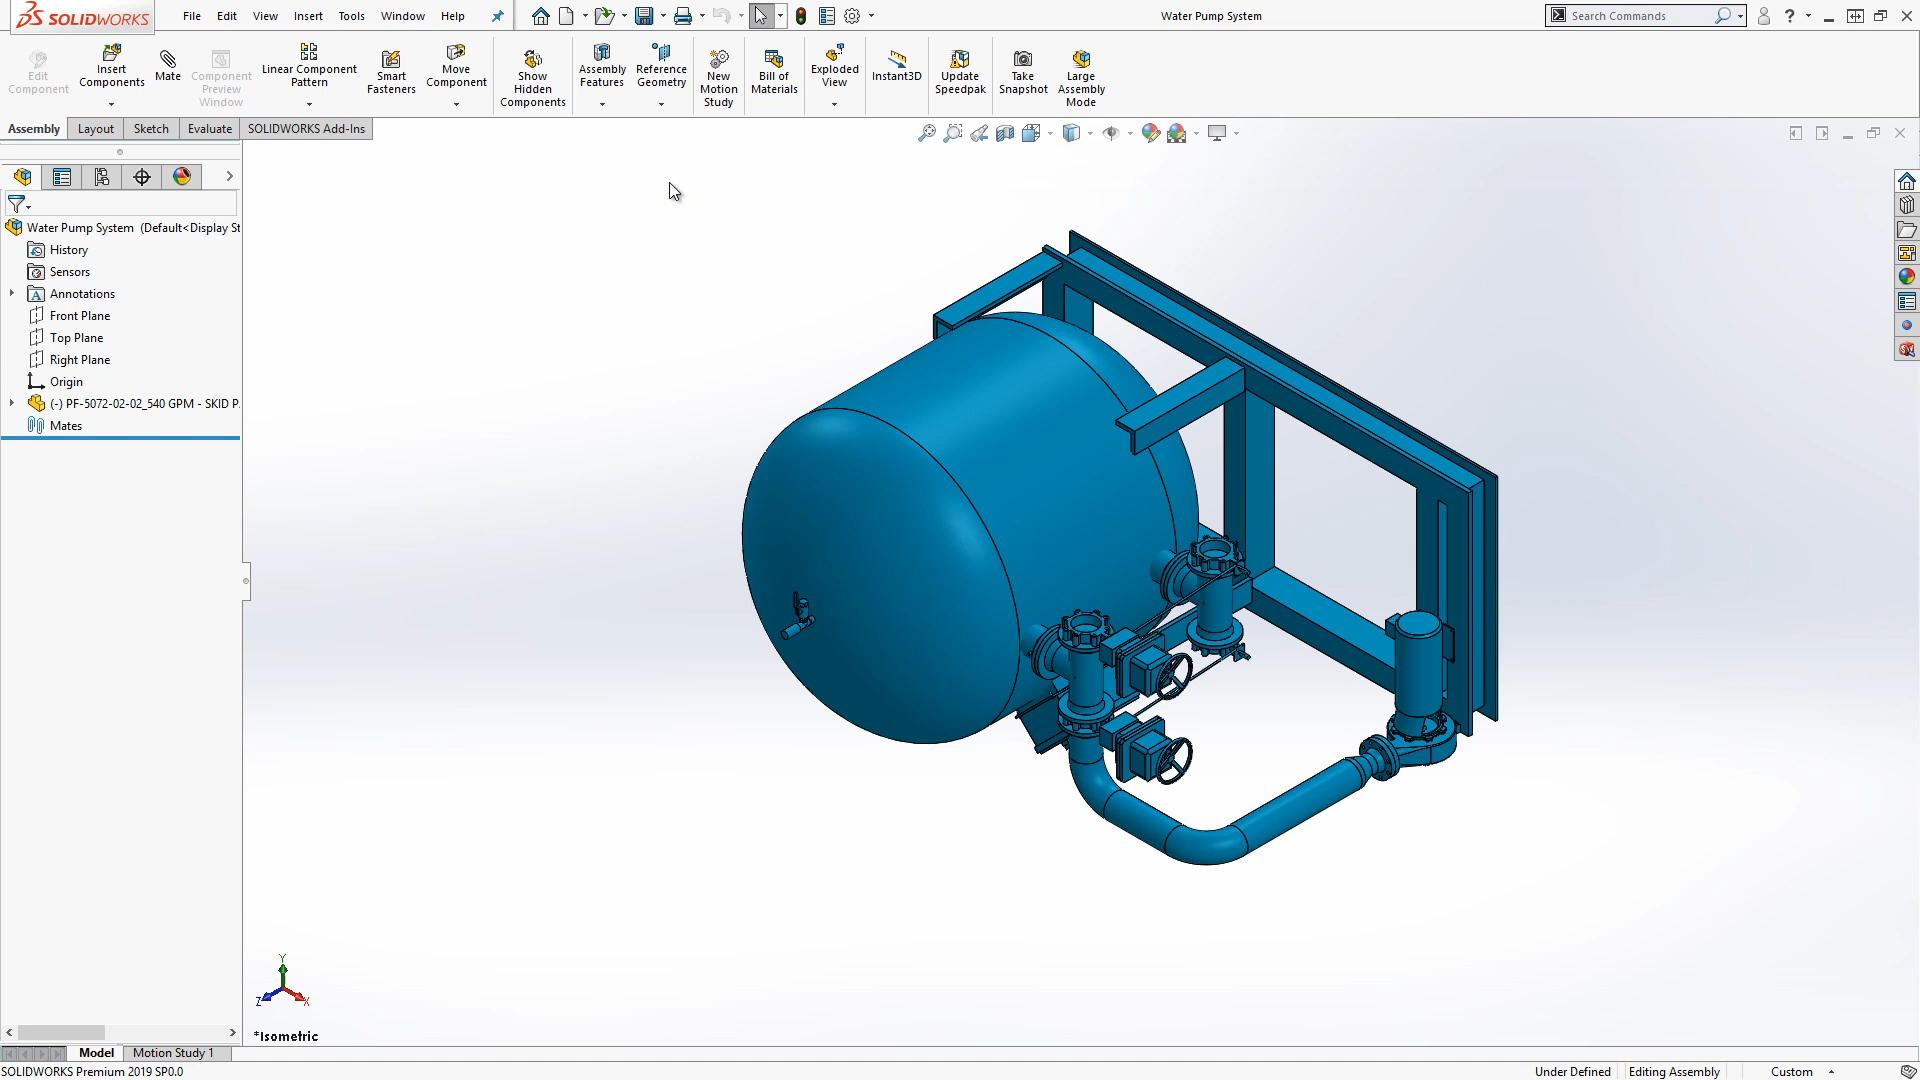 SOLIDWORKS File Edit View Insert Tools Window Help Water Pump System Search Commands ?
Edit Component
Insert Components
Mate
Component Preview Window
Linear Component Pattern
Smart Fasteners
Move Component
Show Hidden Components
Assembly Features
Reference Geometry
New Motion Study
Bill of Materials
Exploded View
Instant3D
Update Speedpak
Take Snapshot
Large Assembly Mode
Assembly Layout Sketch Evaluate SOLIDWORKS Add-Ins
Water Pump System (Default<Display St
History
Sensors
Annotations
Front Plane
Top Plane
Right Plane
Origin
(-) PF-5072-02-02_540 GPM - SKID P
Mates
Y
Z X
*Isometric
Model Motion Study 1
SOLIDWORKS Premium 2019 SP0.0 Under Defined Editing Assembly Custom